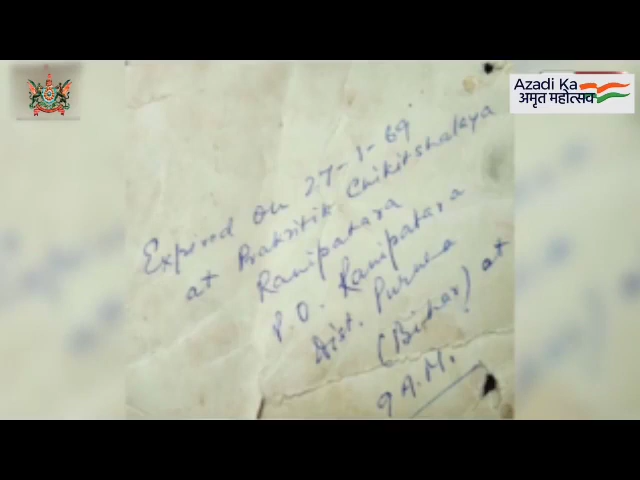 Azadi Ka
अमृत महोत्सव
Expired on 27-1-69
at Prakritik Chikitshalaya
Ranipatara
P.O. Ranipatara
Dist. Purnea
(Bihar) at
9 A.M.